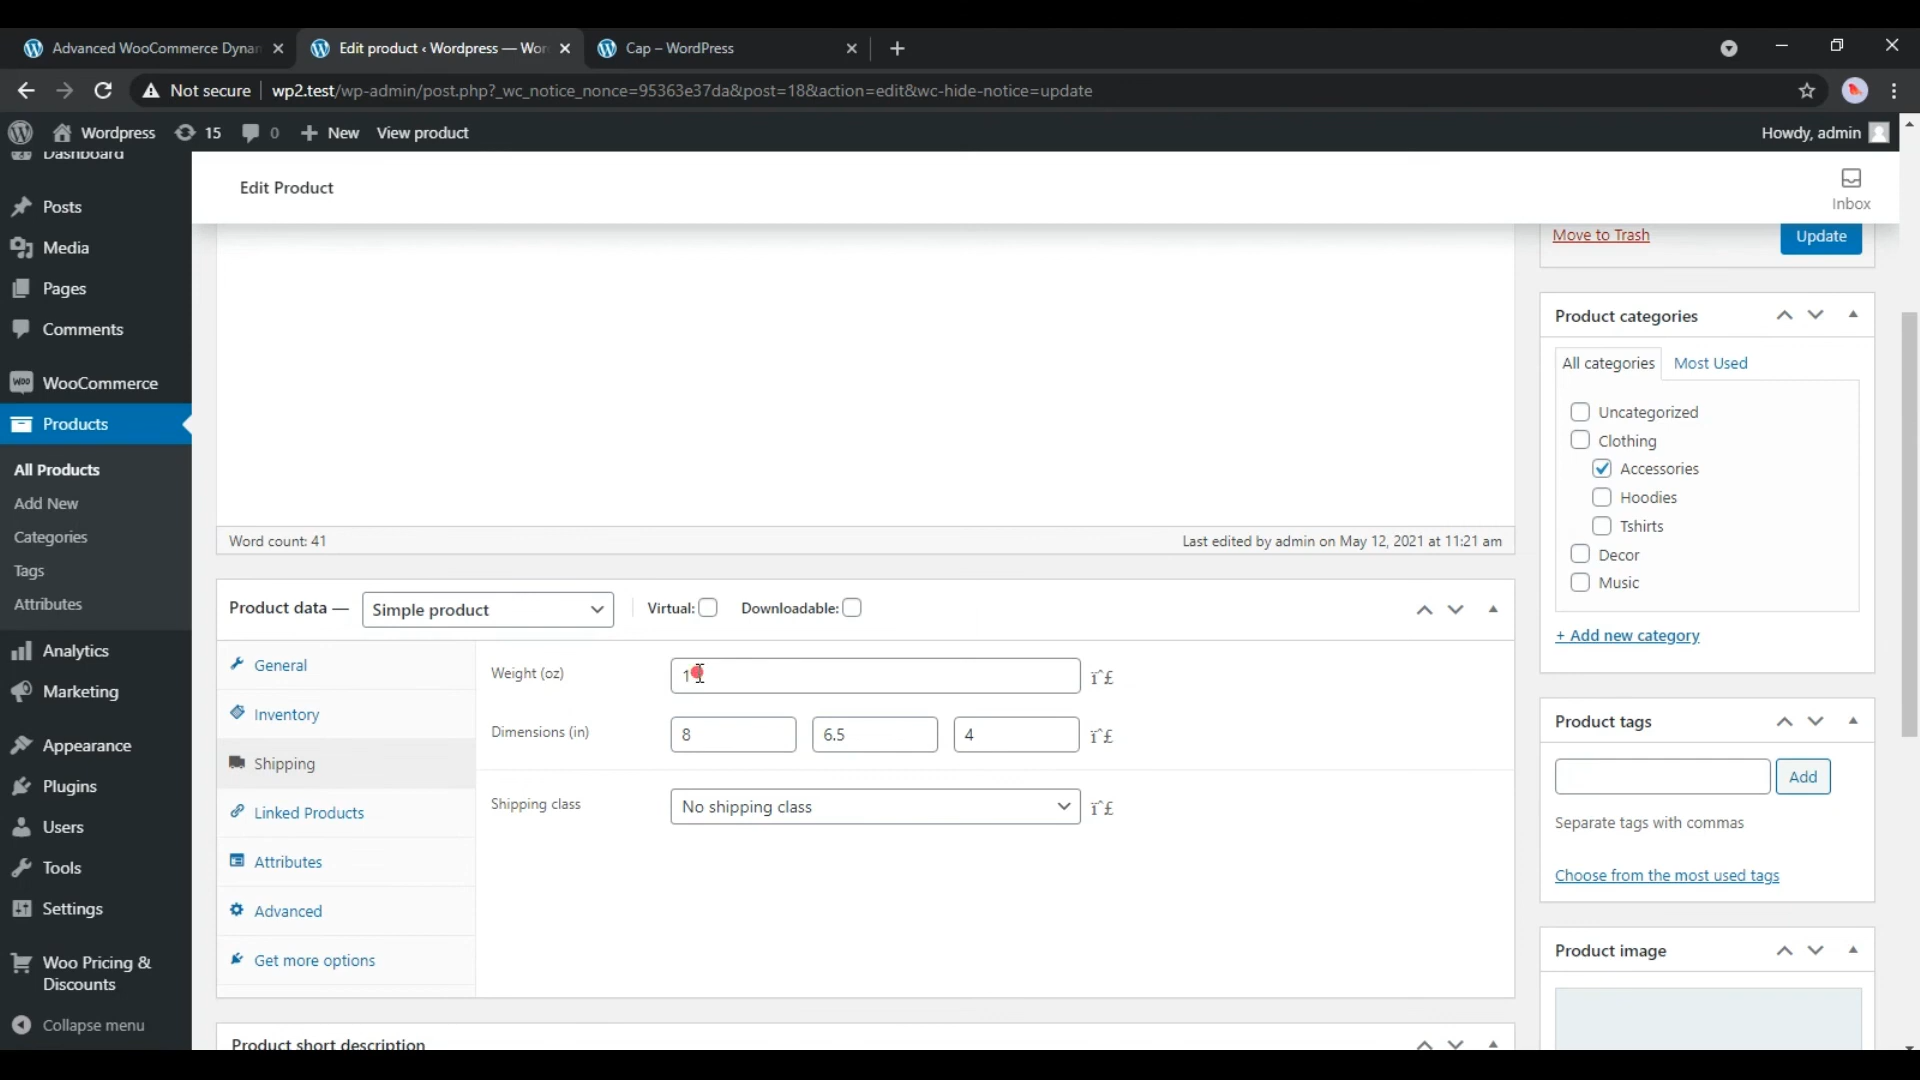 Advanced WooCommerce Dynan
Edit product ‹ Wordpress — Wor
Cap – WordPress
Not secure
wp2.test/wp-admin/post.php?_wc_notice_nonce=95363e37da&post=18&action=edit&wc-hide-notice=update
Wordpress
15
0
New
View product
Howdy, admin
Dashboard
Edit Product
Inbox
Posts
Media
Pages
Comments
WooCommerce
Products
All Products
Add New
Categories
Tags
Attributes
Analytics
Marketing
Appearance
Plugins
Users
Tools
Settings
Woo Pricing &
Discounts
Collapse menu
Word count: 41
Last edited by admin on May 12, 2021 at 11:21 am
Product data —
Simple product
Virtual:
Downloadable:
General
Inventory
Shipping
Linked Products
Attributes
Advanced
Get more options
Weight (oz)
1
ïˆ£
Dimensions (in)
8
6.5
4
ïˆ£
Shipping class
No shipping class
ïˆ£
Product short description
Move to Trash
Update
Product categories
All categories
Most Used
Uncategorized
Clothing
Accessories
Hoodies
Tshirts
Decor
Music
+ Add new category
Product tags
Add
Separate tags with commas
Choose from the most used tags
Product image